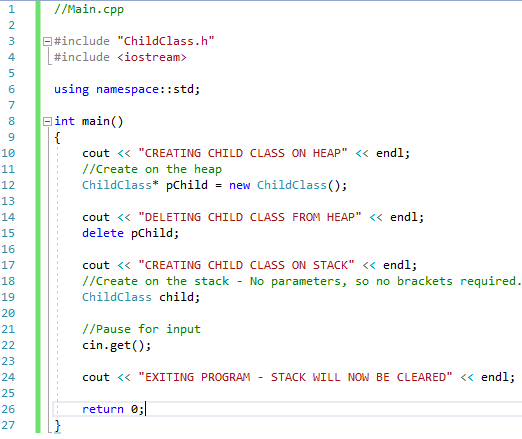 1 //Main.cpp
2
3 #include "ChildClass.h"
4 #include <iostream>
5
6 using namespace::std;
7
8 int main()
9 {
10 cout << "CREATING CHILD CLASS ON HEAP" << endl;
11 //Create on the heap
12 ChildClass* pChild = new ChildClass();
13
14 cout << "DELETING CHILD CLASS FROM HEAP" << endl;
15 delete pChild;
16
17 cout << "CREATING CHILD CLASS ON STACK" << endl;
18 //Create on the stack - No parameters, so no brackets required.
19 ChildClass child;
20
21 //Pause for input
22 cin.get();
23
24 cout << "EXITING PROGRAM - STACK WILL NOW BE CLEARED" << endl;
25
26 return 0;
27 }